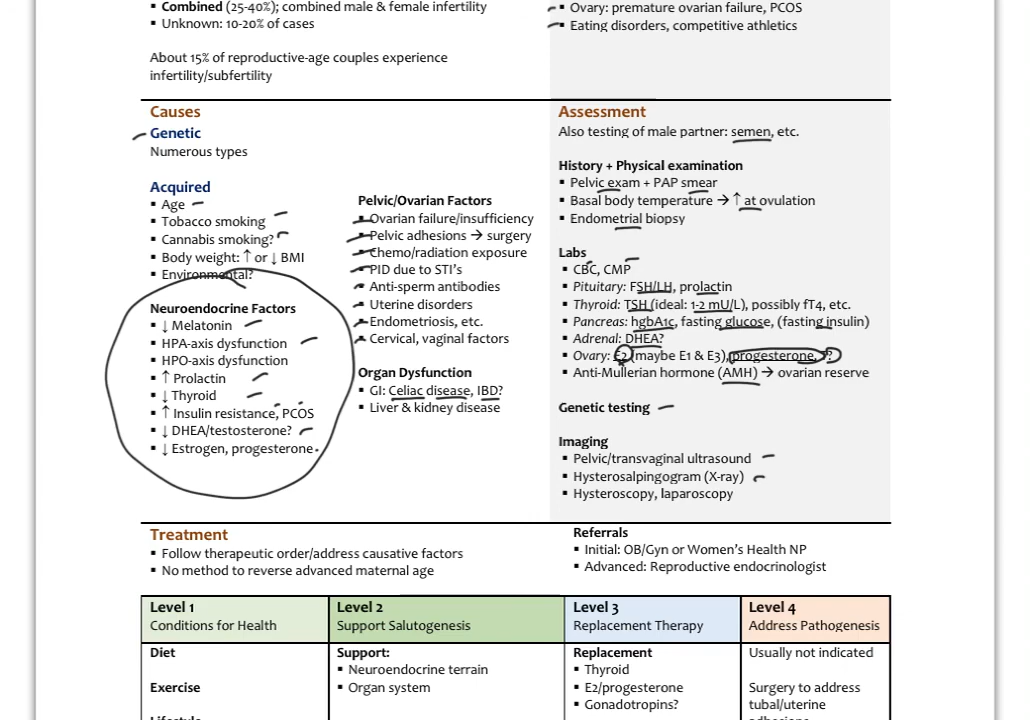 ▪ Combined (25-40%); combined male & female infertility
▪ Unknown: 10-20% of cases
About 15% of reproductive-age couples experience
infertility/subfertility
▪ Ovary: premature ovarian failure, PCOS
▪ Eating disorders, competitive athletics
Causes
Genetic
Numerous types
Acquired
▪ Age
▪ Tobacco smoking
▪ Cannabis smoking?
▪ Body weight: ↑ or ↓ BMI
▪ Environmental?
Neuroendocrine Factors
▪ ↓ Melatonin
▪ HPA-axis dysfunction
▪ HPO-axis dysfunction
▪ ↑ Prolactin
▪ ↓ Thyroid
▪ ↑ Insulin resistance, PCOS
▪ ↓ DHEA/testosterone?
▪ ↓ Estrogen, progesterone
Pelvic/Ovarian Factors
▪ Ovarian failure/insufficiency
▪ Pelvic adhesions → surgery
▪ Chemo/radiation exposure
▪ PID due to STI's
▪ Anti-sperm antibodies
▪ Uterine disorders
▪ Endometriosis, etc.
▪ Cervical, vaginal factors
Organ Dysfunction
▪ GI: Celiac disease, IBD?
▪ Liver & kidney disease
Assessment
Also testing of male partner: semen, etc.
History + Physical examination
▪ Pelvic exam + PAP smear
▪ Basal body temperature → ↑ at ovulation
▪ Endometrial biopsy
Labs
▪ CBC, CMP
▪ Pituitary: FSH/LH, prolactin
▪ Thyroid: TSH (ideal: 1-2 mU/L), possibly fT4, etc.
▪ Pancreas: hgbA1c, fasting glucose, (fasting insulin)
▪ Adrenal: DHEA?
▪ Ovary: E2 (maybe E1 & E3), progesterone,
▪ Anti-Mullerian hormone (AMH) → ovarian reserve
Genetic testing
Imaging
▪ Pelvic/transvaginal ultrasound
▪ Hysterosalpingogram (X-ray)
▪ Hysteroscopy, laparoscopy
Treatment
▪ Follow therapeutic order/address causative factors
▪ No method to reverse advanced maternal age
Referrals
▪ Initial: OB/Gyn or Women's Health NP
▪ Advanced: Reproductive endocrinologist
Level 1
Conditions for Health
Level 2
Support Salutogenesis
Level 3
Replacement Therapy
Level 4
Address Pathogenesis
Diet
Exercise
Lifestyle
Support:
▪ Neuroendocrine terrain
▪ Organ system
Replacement
▪ Thyroid
▪ E2/progesterone
▪ Gonadotropins?
Usually not indicated
Surgery to address
tubal/uterine
adhesions